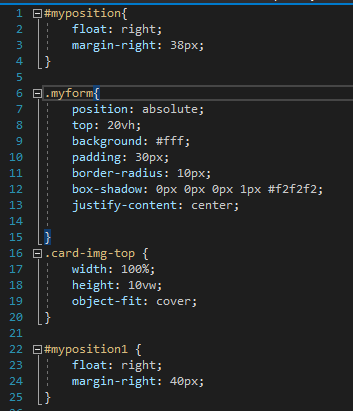 1 #myposition{
2 float: right;
3 margin-right: 38px;
4 }
5
6 .myform{
7 position: absolute;
8 top: 20vh;
9 background: #fff;
10 padding: 30px;
11 border-radius: 10px;
12 box-shadow: 0px 0px 0px 1px #f2f2f2;
13 justify-content: center;
14
15 }
16 .card-img-top {
17 width: 100%;
18 height: 10vw;
19 object-fit: cover;
20 }
21
22 #myposition1 {
23 float: right;
24 margin-right: 40px;
25 }